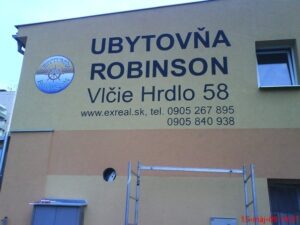 UBYTOVŇA
ROBINSON
Vlčie Hrdlo 58
www.exreal.sk, tel. 0905 267 895
0905 840 938